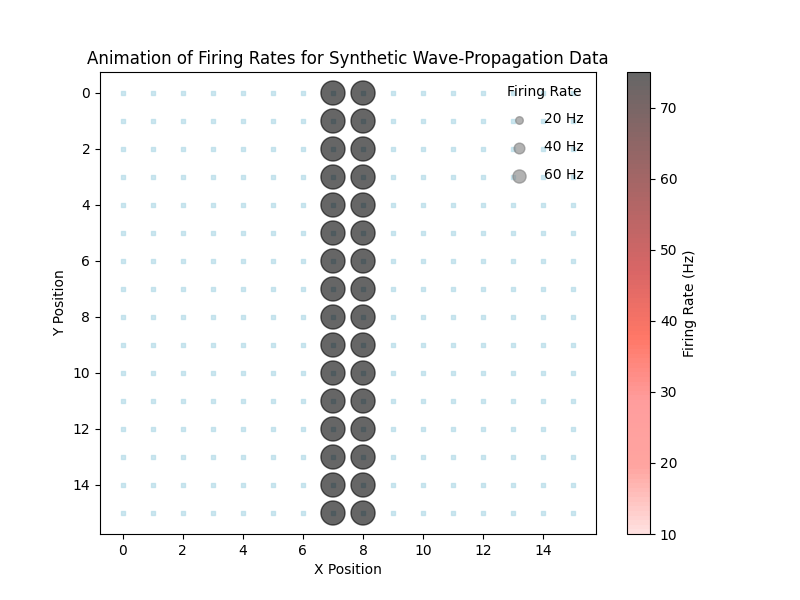 Animation of Firing Rates for Synthetic Wave-Propagation Data
Firing Rate
20 Hz
40 Hz
60 Hz
0
2
4
6
8
10
12
14
Y Position
0
2
4
6
8
10
12
14
X Position
70
60
50
40
30
20
10
Firing Rate (Hz)